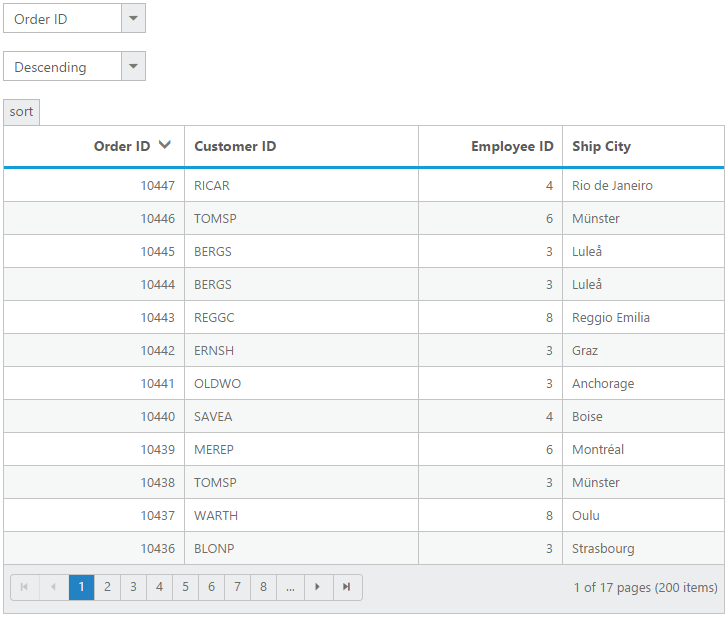 Order ID
Descending
sort
Order ID Customer ID Employee ID Ship City
10447 RICAR 4 Rio de Janeiro
10446 TOMSP 6 Münster
10445 BERGS 3 Luleå
10444 BERGS 3 Luleå
10443 REGGC 8 Reggio Emilia
10442 ERNSH 3 Graz
10441 OLDWO 3 Anchorage
10440 SAVEA 4 Boise
10439 MEREP 6 Montréal
10438 TOMSP 3 Münster
10437 WARTH 8 Oulu
10436 BLONP 3 Strasbourg
1 2 3 4 5 6 7 8 ... 1 of 17 pages (200 items)